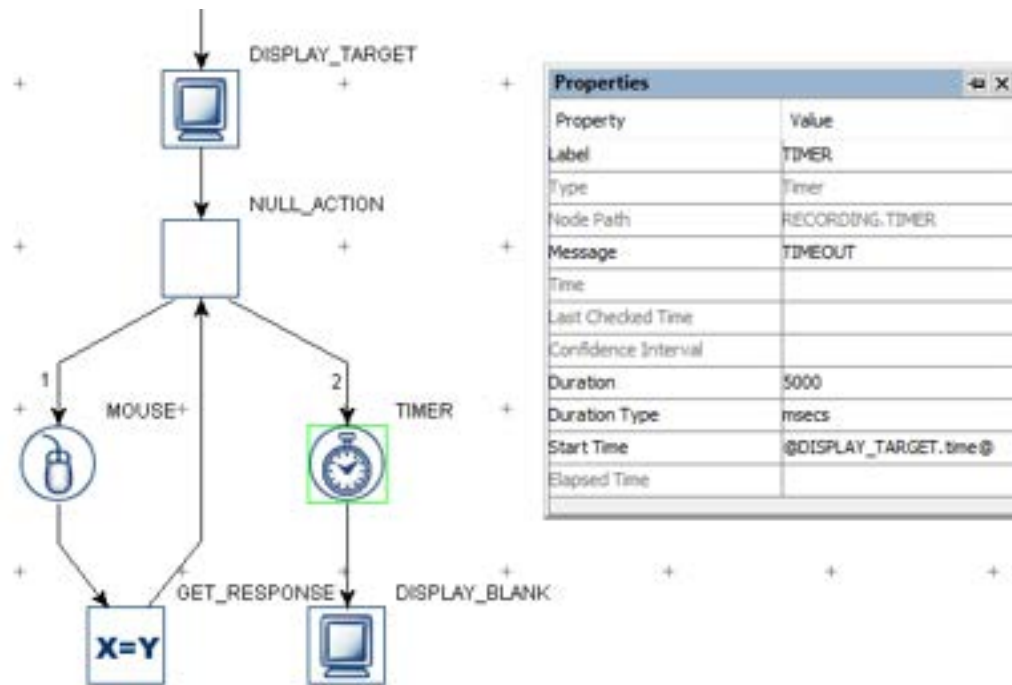 DISPLAY_TARGET
NULL_ACTION
1
2
MOUSE
TIMER
GET_RESPONSE
DISPLAY_BLANK
X=Y
Properties
Property Value
Label TIMER
Type Timer
Node Path RECORDING.TIMER
Message TIMEOUT
Time
Last Checked Time
Confidence Interval
Duration 5000
Duration Type msecs
Start Time @DISPLAY_TARGET.time@
Elapsed Time